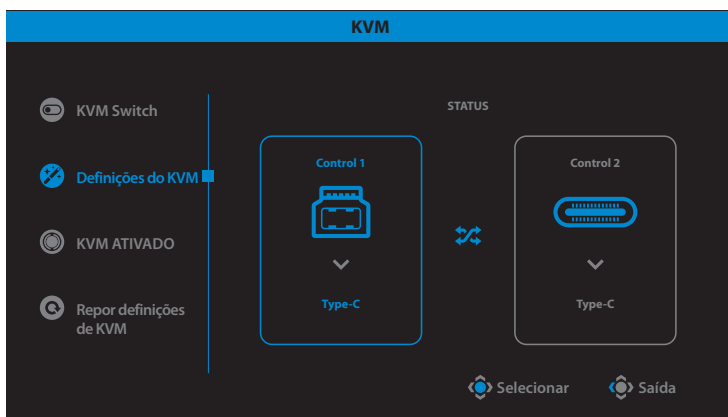 KVM
KVM Switch
Definições do KVM
KVM ATIVADO
Repor definições
de KVM
STATUS
Control 1
Type-C
Control 2
Type-C
Selecionar
Saída